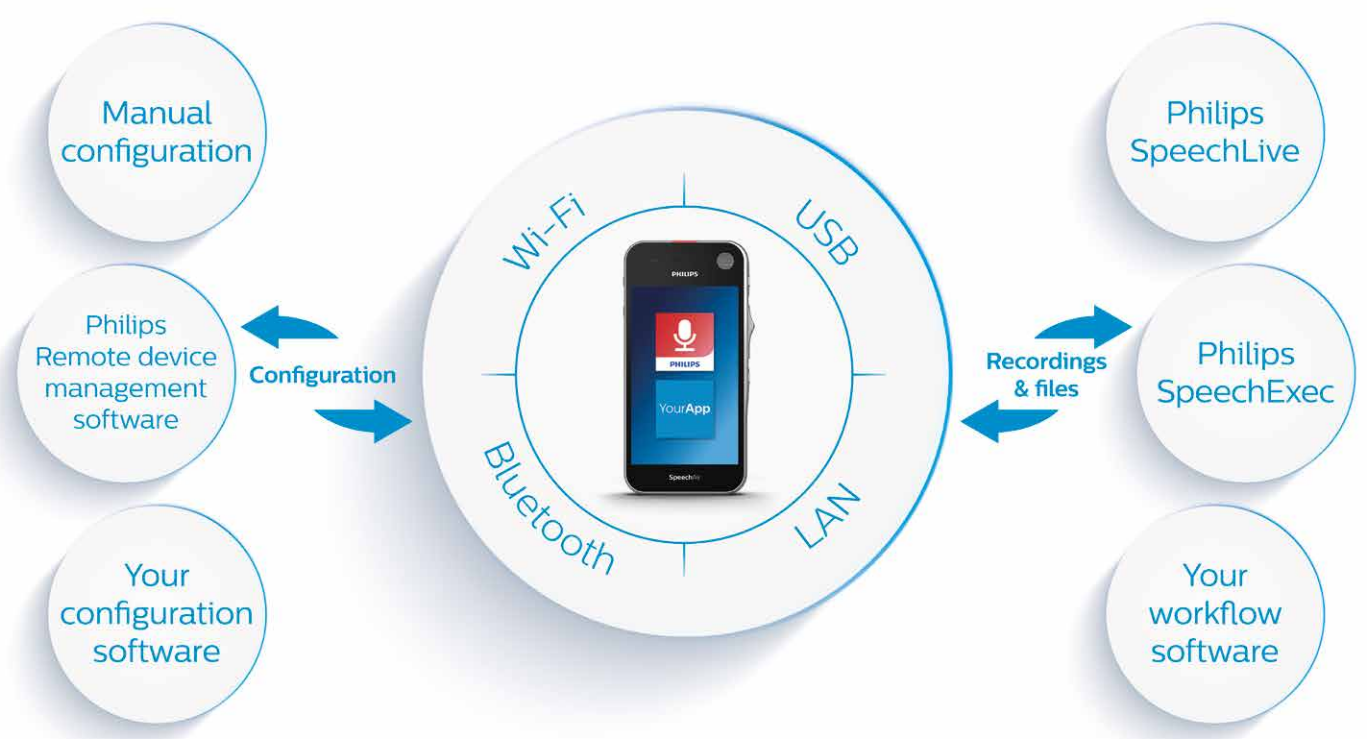 Manual
configuration
Philips
Remote device
management
software
Your
configuration
software
Configuration
Wi-Fi
USB
Bluetooth
LAN
PHILIPS
PHILIPS
YourApp
SpeechAir
Recordings
& files
Philips
SpeechLive
Philips
SpeechExec
Your
workflow
software